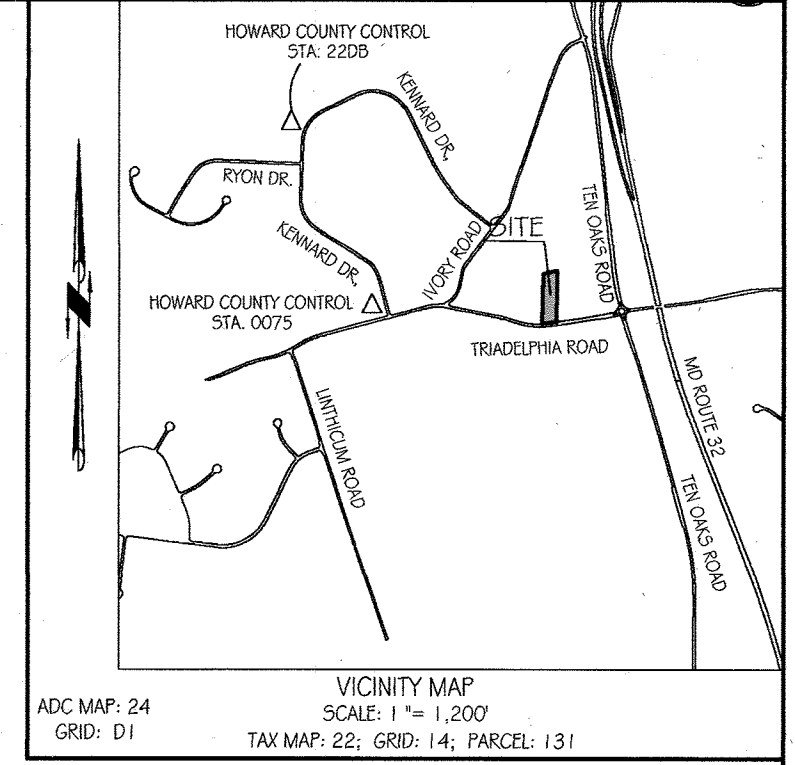 HOWARD COUNTY CONTROL
STA: 22DB
KENNARD DR,
RYON DR.
KENNARD DR,
IVORY ROAD
SITE
TEN OAKS ROAD
HOWARD COUNTY CONTROL
STA. 0075
TRIADELPHIA ROAD
LINTHICUM ROAD
MD ROUTE 32
TEN OAKS ROAD
VICINITY MAP
ADC MAP: 24
SCALE: 1 "= 1,200'
GRID: D1
TAX MAP: 22; GRID: 14; PARCEL: 131